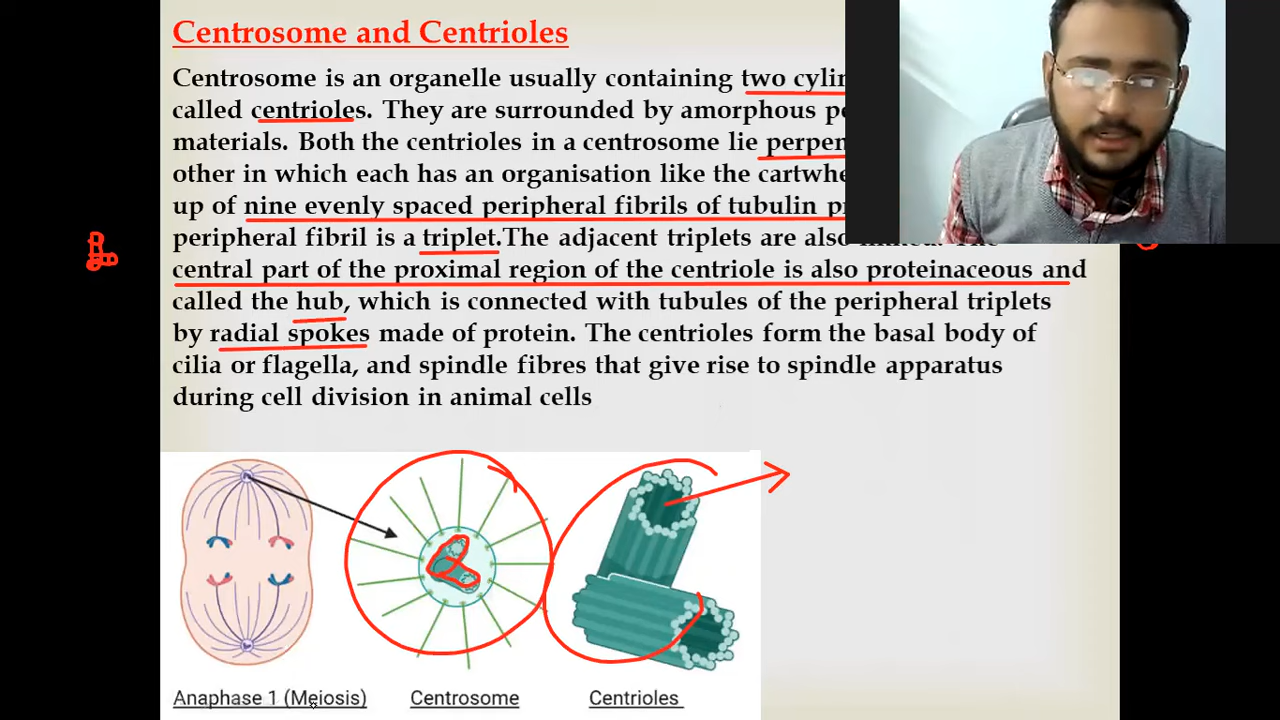 Centrosome and Centrioles
Centrosome is an organelle usually containing two
called centrioles. They are surrounded by amorphous
materials. Both the centrioles in a centrosome lie
other in which each has an organisation like the
up of nine evenly spaced peripheral fibrils of tubulin
peripheral fibril is a triplet.The adjacent triplets are also
central part of the proximal region of the centriole is also proteinaceous and
called the hub, which is connected with tubules of the peripheral triplets
by radial spokes made of protein. The centrioles form the basal body of
cilia or flagella, and spindle fibres that give rise to spindle apparatus
during cell division in animal cells
Anaphase 1 (Meiosis) Centrosome Centrioles